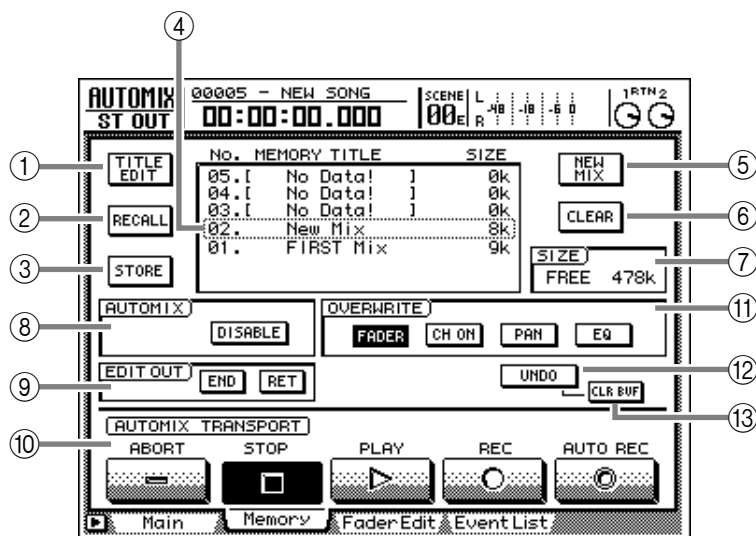 ④
AUTOMIX 00005 - NEW SONG SCENE L -48 -18 -6 0 1RTN2
ST OUT 00:00:00.000 00E R
① TITLE EDIT
② RECALL
③ STORE
No. MEMORY TITLE SIZE
05.[ No Data! ] 0k
04.[ No Data! ] 0k
03.[ No Data! ] 0k
02. New Mix 8k
01. FIRST Mix 9k
NEW MIX ⑤
CLEAR ⑥
SIZE ⑦
FREE 478k
⑧ AUTOMIX
DISABLE
OVERWRITE ⑪
FADER CH ON PAN EQ
⑨ EDIT OUT END RET
UNDO ⑫
CLR BUF ⑬
⑩ AUTOMIX TRANSPORT
ABORT STOP PLAY REC AUTO REC
Main Memory Fader Edit Event List